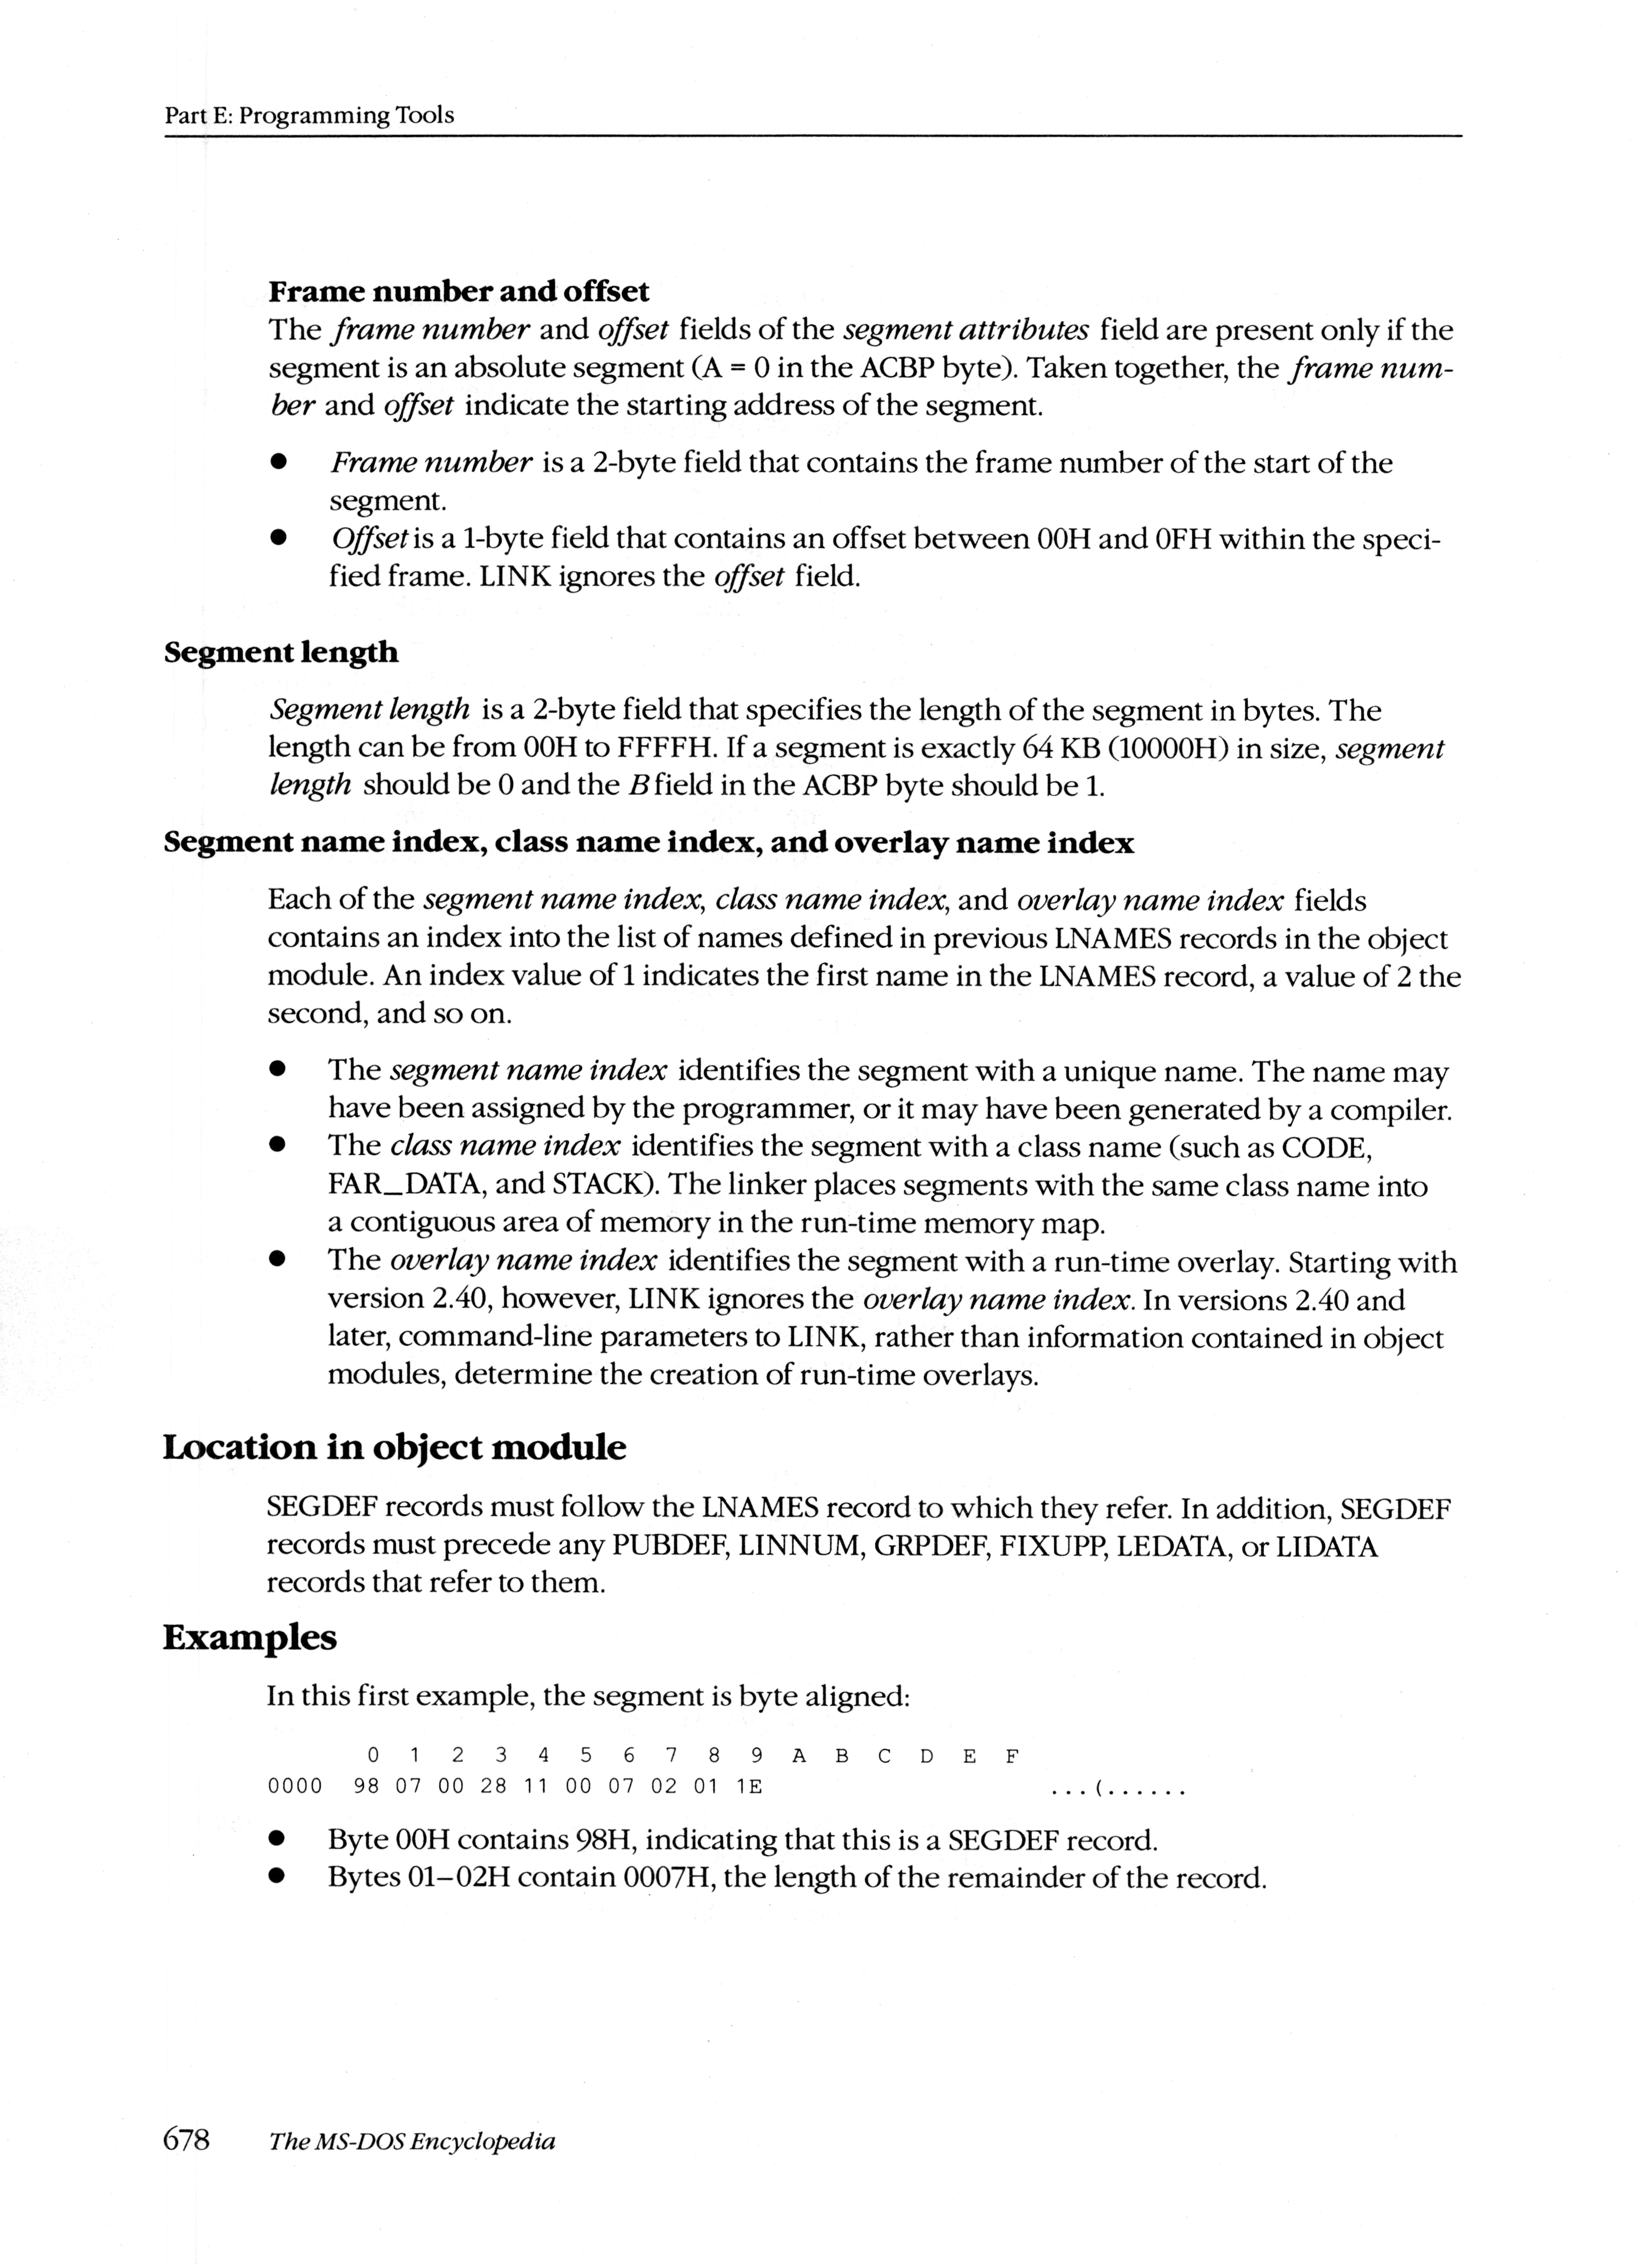 Part E: Programming Tools
Frame number and offset
The frame number and offset fields of the segment attributes field are present only if the
segment is an absolute segment (A = 0 in the ACBP byte). Taken together, the frame num-
ber and offset indicate the starting address of the segment.
● Frame number is a 2-byte field that contains the frame number of the start of the
segment.
● Offset is a 1-byte field that contains an offset between 00H and 0FH within the speci-
fied frame. LINK ignores the offset field.
Segment length
Segment length is a 2-byte field that specifies the length of the segment in bytes. The
length can be from 00H to FFFFH. If a segment is exactly 64 KB (10000H) in size, segment
length should be 0 and the B field in the ACBP byte should be 1.
Segment name index, class name index, and overlay name index
Each of the segment name index, class name index, and overlay name index fields
contains an index into the list of names defined in previous LNAMES records in the object
module. An index value of 1 indicates the first name in the LNAMES record, a value of 2 the
second, and so on.
● The segment name index identifies the segment with a unique name. The name may
have been assigned by the programmer, or it may have been generated by a compiler.
● The class name index identifies the segment with a class name (such as CODE,
FAR_DATA, and STACK). The linker places segments with the same class name into
a contiguous area of memory in the run-time memory map.
● The overlay name index identifies the segment with a run-time overlay. Starting with
version 2.40, however, LINK ignores the overlay name index. In versions 2.40 and
later, command-line parameters to LINK, rather than information contained in object
modules, determine the creation of run-time overlays.
Location in object module
SEGDEF records must follow the LNAMES record to which they refer. In addition, SEGDEF
records must precede any PUBDEF, LINNUM, GRPDEF, FIXUPP, LEDATA, or LIDATA
records that refer to them.
Examples
In this first example, the segment is byte aligned:
0 1 2 3 4 5 6 7 8 9 A B C D E F
0000 98 07 00 28 11 00 07 02 01 1E ...(......
● Byte 00H contains 98H, indicating that this is a SEGDEF record.
● Bytes 01–02H contain 0007H, the length of the remainder of the record.
678 The MS-DOS Encyclopedia